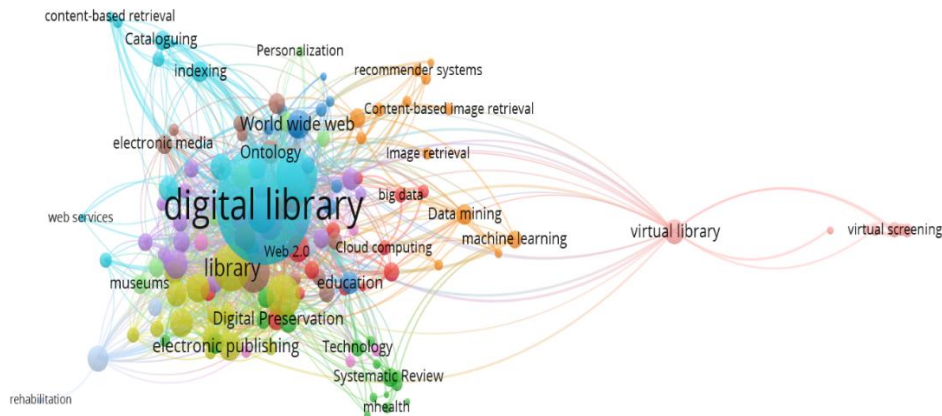 content-based retrieval
Cataloguing
Personalization
indexing
recommender systems
Content-based image retrieval
World wide web
electronic media
Ontology
Image retrieval
big data
digital library
web services
Data mining
machine learning
virtual library
virtual screening
Web 2.0
Cloud computing
library
museums
education
Digital Preservation
electronic publishing
Technology
Systematic Review
rehabilitation
mhealth